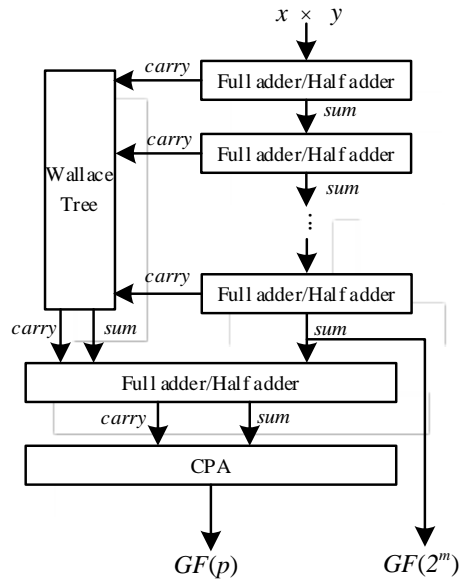 x × y
carry
Full adder/Half adder
sum
carry
Full adder/Half adder
Wallace
Tree
sum
...
carry
Full adder/Half adder
carry
sum
sum
Full adder/Half adder
carry
sum
CPA
GF(p)
GF(2^m)